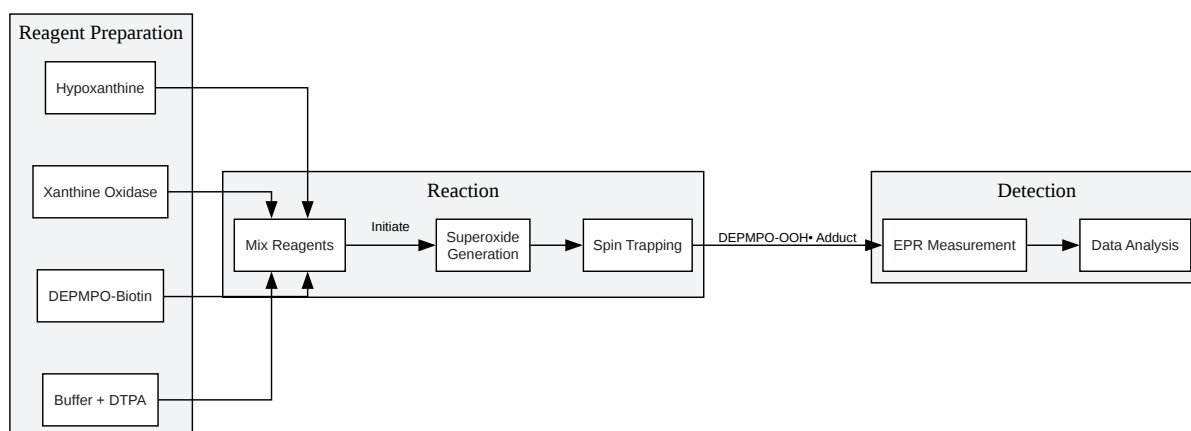 Reagent Preparation
Hypoxanthine
Xanthine Oxidase
DEPMPO-Biotin
Buffer + DTPA
Reaction
Mix Reagents
Initiate
Superoxide
Generation
Spin Trapping
DEPMPO-OOH• Adduct
Detection
EPR Measurement
Data Analysis